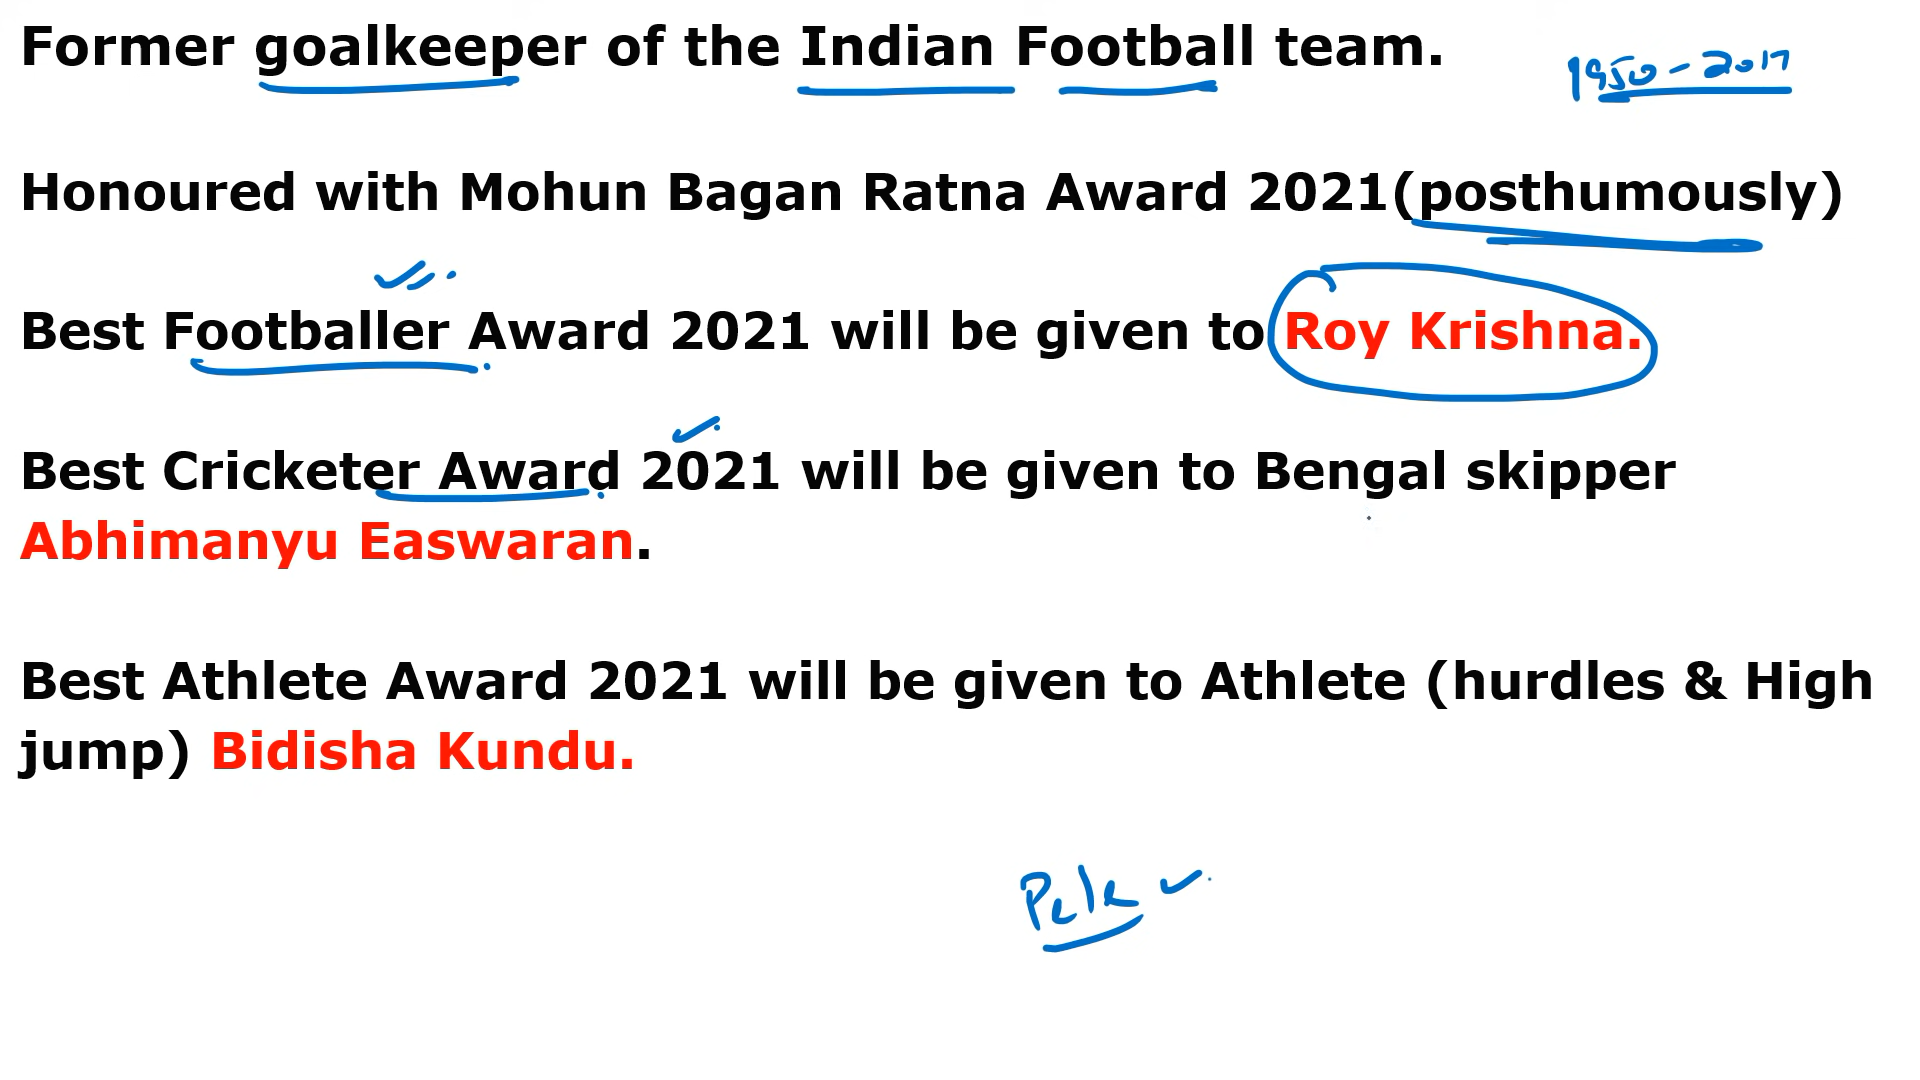 Former goalkeeper of the Indian Football team.
1950 - 2017
Honoured with Mohun Bagan Ratna Award 2021(posthumously)
Best Footballer Award 2021 will be given to Roy Krishna.
Best Cricketer Award 2021 will be given to Bengal skipper
Abhimanyu Easwaran.
Best Athlete Award 2021 will be given to Athlete (hurdles & High
jump) Bidisha Kundu.
Pele